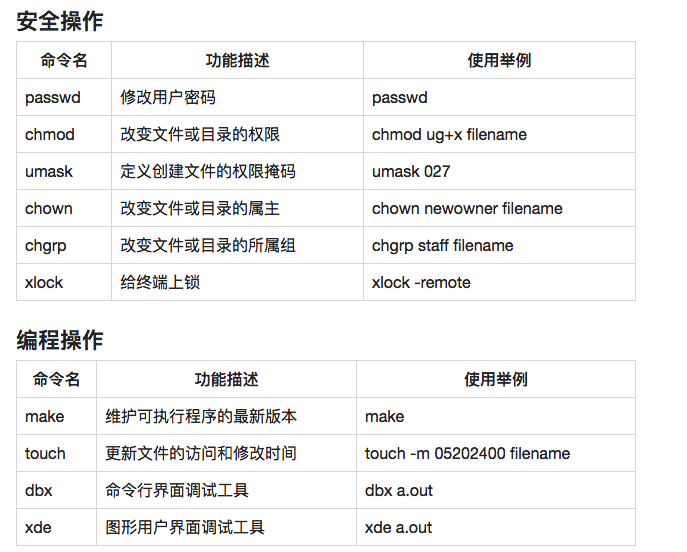 安全操作
命令名 功能描述 使用举例
passwd 修改用户密码 passwd
chmod 改变文件或目录的权限 chmod ug+x filename
umask 定义创建文件的权限掩码 umask 027
chown 改变文件或目录的属主 chown newowner filename
chgrp 改变文件或目录的所属组 chgrp staff filename
xlock 给终端上锁 xlock -remote
编程操作
命令名 功能描述 使用举例
make 维护可执行程序的最新版本 make
touch 更新文件的访问和修改时间 touch -m 05202400 filename
dbx 命令行界面调试工具 dbx a.out
xde 图形用户界面调试工具 xde a.out